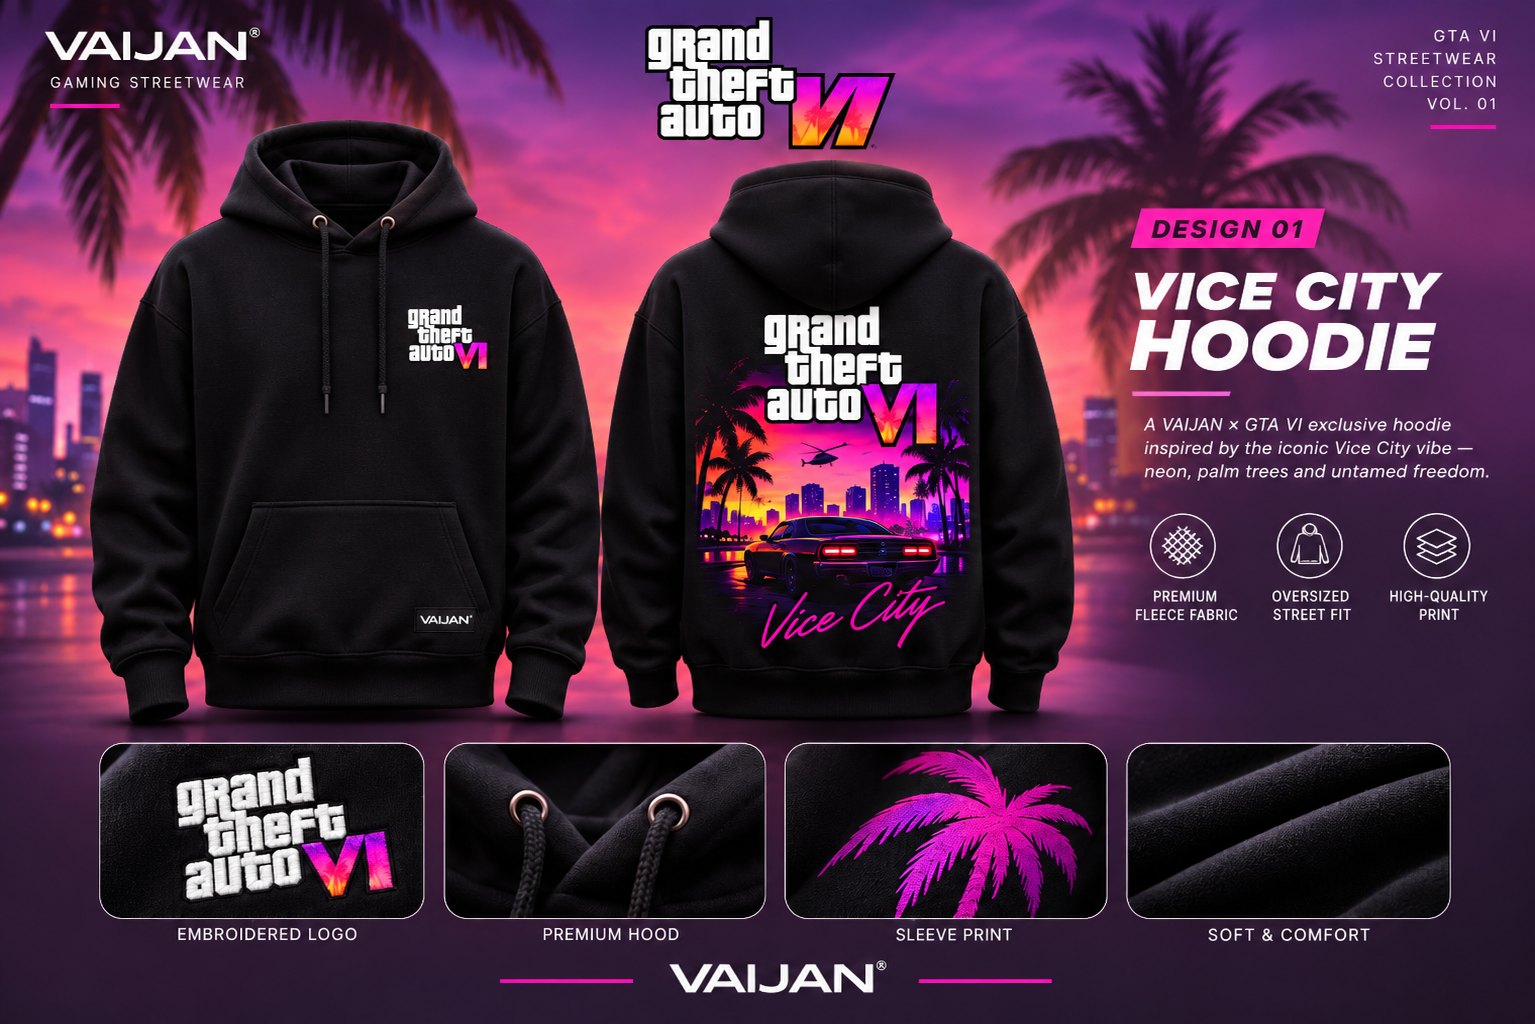 VAIJAN®
GAMING STREETWEAR
grand
theft
auto VI
GTA VI
STREETWEAR
COLLECTION
VOL. 01
grand
theft
auto VI
VAIJAN®
grand
theft
auto VI
Vice City
DESIGN 01
VICE CITY
HOODIE
A VAIJAN × GTA VI exclusive hoodie
inspired by the iconic Vice City vibe —
neon, palm trees and untamed freedom.
PREMIUM
FLEECE FABRIC
OVERSIZED
STREET FIT
HIGH-QUALITY
PRINT
grand
theft
auto VI
EMBROIDERED LOGO
PREMIUM HOOD
SLEEVE PRINT
SOFT & COMFORT
VAIJAN®